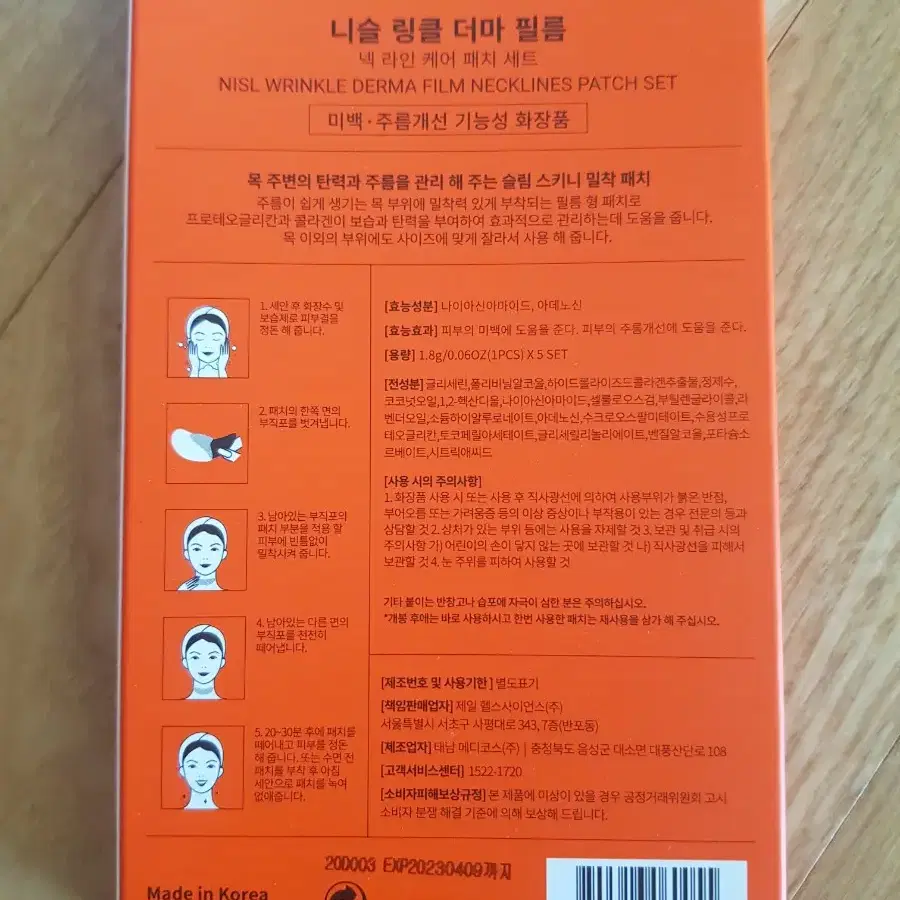 니슬 링클 더마 필름
넥 라인 케어 패치 세트
NISL WRINKLE DERMA FILM NECKLINES PATCH SET
미백·주름개선 기능성 화장품
목 주변의 탄력과 주름을 관리 해 주는 슬림 스키니 밀착 패치
주름이 쉽게 생기는 목 부위에 밀착력 있게 부착되는 필름 형 패치로
프로테오글리칸과 콜라겐이 보습과 탄력을 부여하여 효과적으로 관리하는데 도움을 줍니다.
목 이외의 부위에도 사이즈에 맞게 잘라서 사용 해 줍니다.
1. 세안 후 화장수 및
보습제로 피부결을
정돈 해 줍니다.
2. 패치의 한쪽 면의
부직포를 벗겨냅니다.
3. 남아있는 부직포의
패치 부분을 적용 할
피부에 빈틈없이
밀착시켜 줍니다.
4. 남아있는 다른 면의
부직포를 천천히
떼어냅니다.
5. 20~30분 후에 패치를
떼어내고 피부를 정돈
해 줍니다. 또는 수면 전
패치를 부착 후 아침
세안으로 패치를 녹여
없애줍니다.
[효능성분] 나이아신아마이드, 아데노신
[효능효과] 피부의 미백에 도움을 준다. 피부의 주름개선에 도움을 준다.
[용량] 1.8g/0.06OZ(1PCS) X 5 SET
[전성분] 글리세린,폴리비닐알코올,하이드롤라이즈드콜라겐추출물,정제수,
코코넛오일,1,2-헥산디올,나이아신아마이드,셀룰로오스검,부틸렌글라이콜,라
벤더오일,소듐하이알루로네이트,아데노신,수크로오스팔미테이트,수용성프로
테오글리칸,토코페릴아세테이트,글리세릴리놀리에이트,벤질알코올,포타슘소
르베이트,시트릭애씨드
[사용 시의 주의사항]
1. 화장품 사용 시 또는 사용 후 직사광선에 의하여 사용부위가 붉은 반점,
부어오름 또는 가려움증 등의 이상 증상이나 부작용이 있는 경우 전문의 등과
상담할 것 2. 상처가 있는 부위 등에는 사용을 자제할 것 3. 보관 및 취급 시의
주의사항 가) 어린이의 손이 닿지 않는 곳에 보관할 것 나) 직사광선을 피해서
보관할 것 4. 눈 주위를 피하여 사용할 것
기타 붙이는 반창고나 습포에 자극이 심한 분은 주의하십시오.
*개봉 후에는 바로 사용하시고 한번 사용한 패치는 재사용을 삼가 해 주십시오.
[제조번호 및 사용기한] 별도표기
[책임판매업자] 제일 헬스사이언스(주)
서울특별시 서초구 사평대로 343, 7층(반포동)
[제조업자] 태남 메디코스(주) | 충청북도 음성군 대소면 대풍산단로 108
[고객서비스센터] 1522-1720
[소비자피해보상규정] 본 제품에 이상이 있을 경우 공정거래위원회 고시
소비자 분쟁 해결 기준에 의해 보상해 드립니다.
20D003 EXP20230409까지
Made in Korea